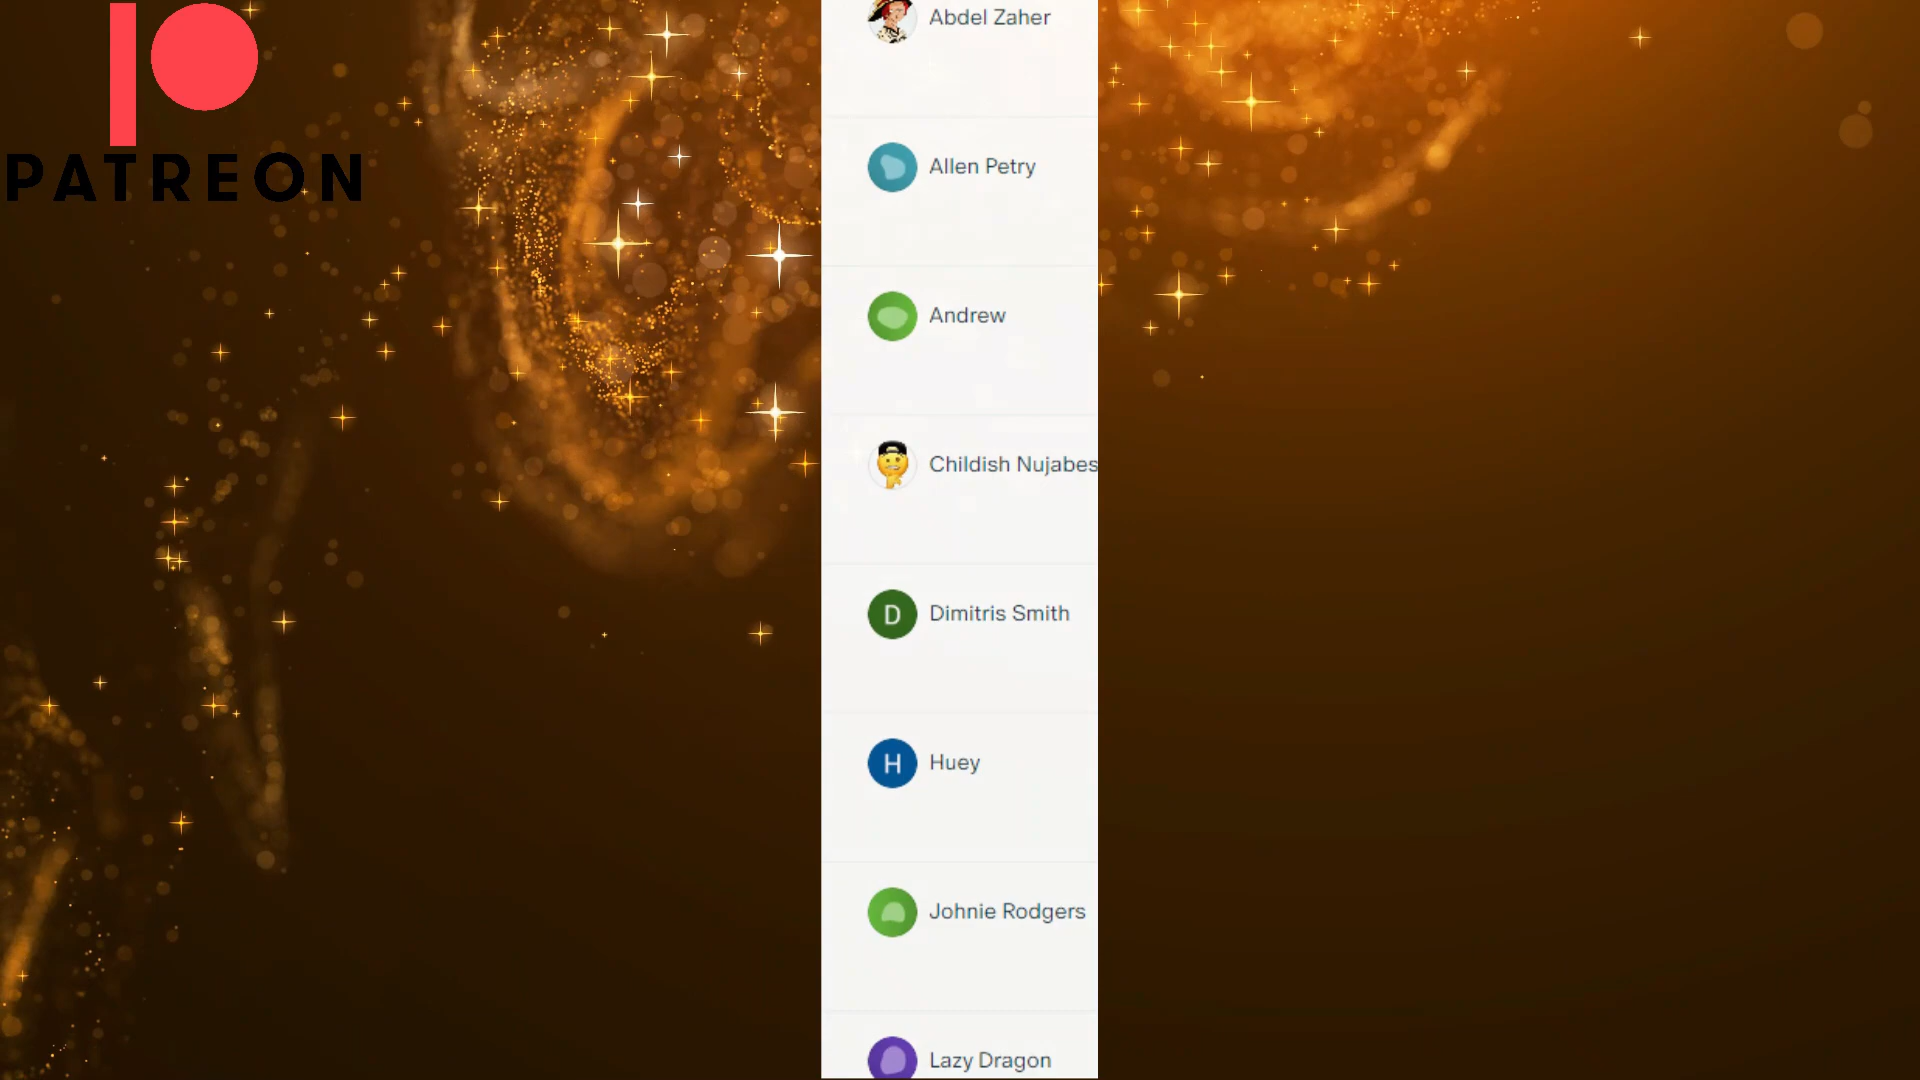 PATREON
Abdel Zaher
Allen Petry
Andrew
Childish Nujabes
D
Dimitris Smith
H
Huey
Johnie Rodgers
Lazy Dragon